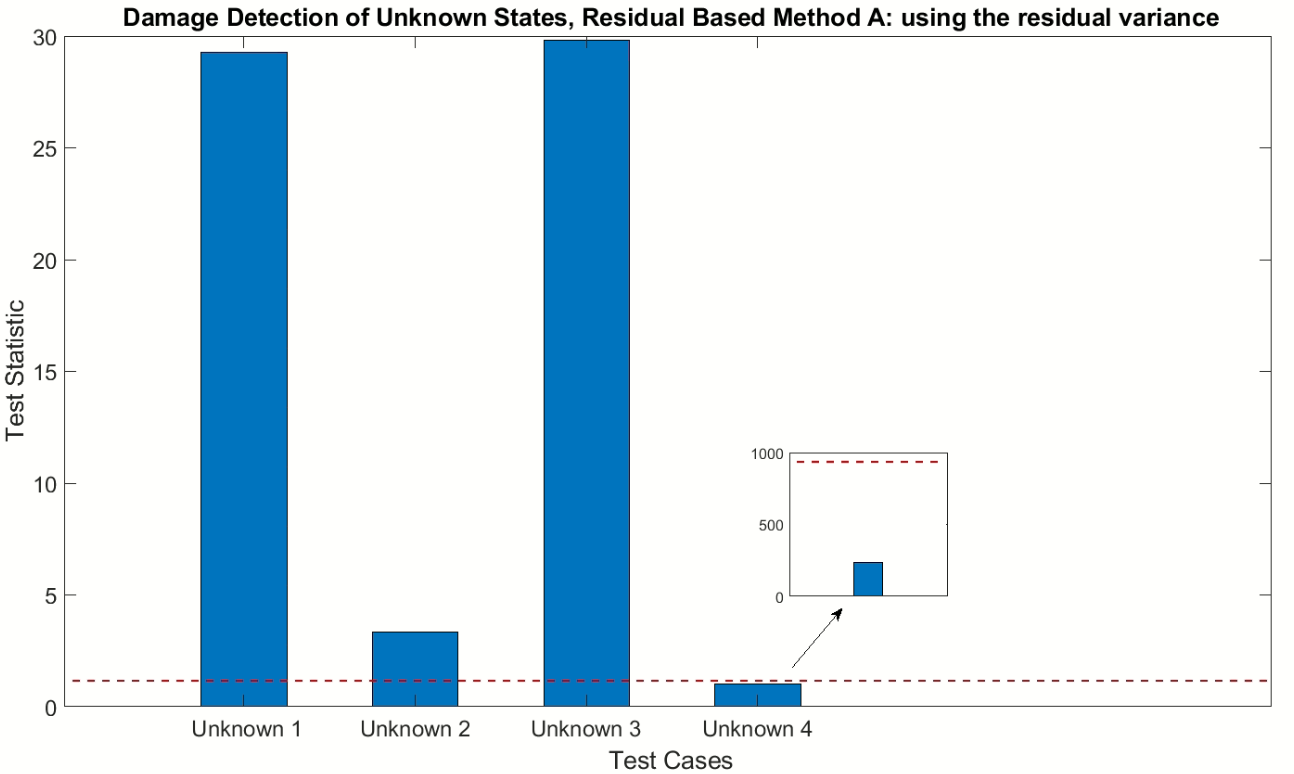 Damage Detection of Unknown States, Residual Based Method A: using the residual variance
30
25
20
15
10
5
0
Test Statistic
1000
500
0
Unknown 1 Unknown 2 Unknown 3 Unknown 4
Test Cases